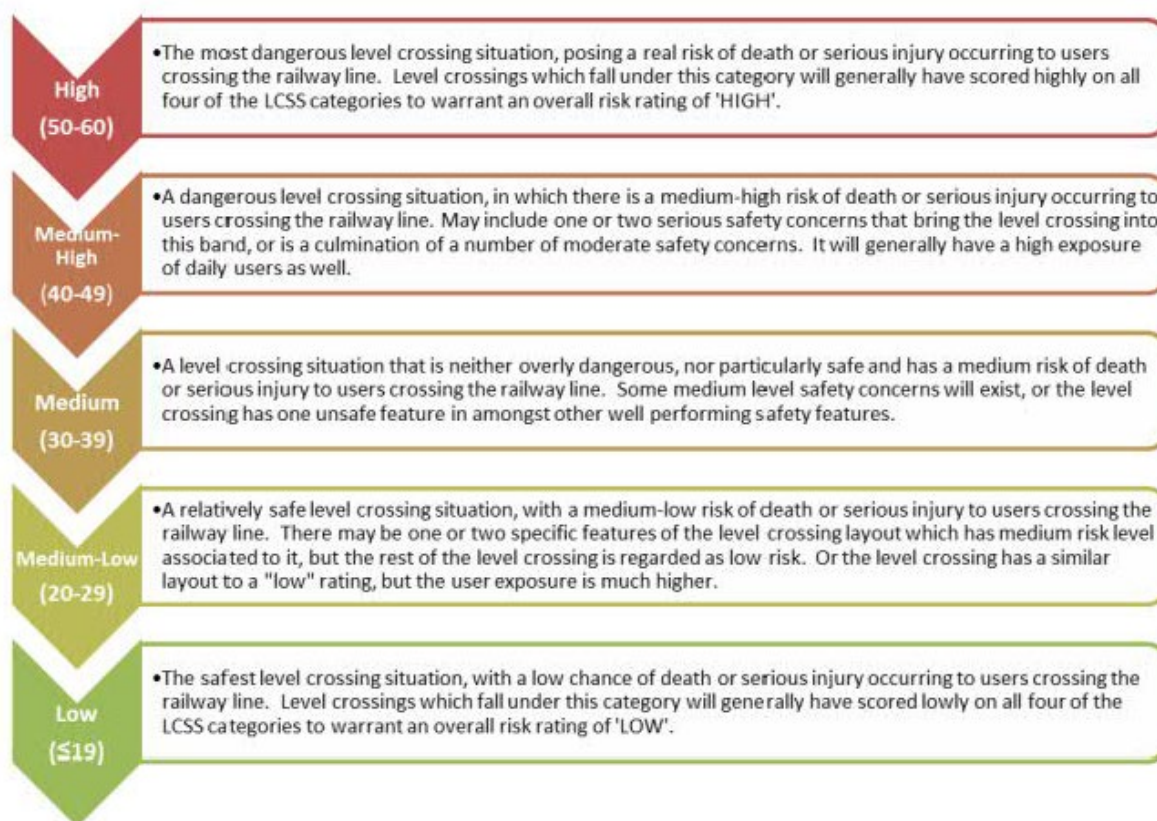 High
(50-60)
•The most dangerous level crossing situation, posing a real risk of death or serious injury occurring to users
crossing the railway line. Level crossings which fall under this category will generally have scored highly on all
four of the LCSS categories to warrant an overall risk rating of 'HIGH'.
Medium-
High
(40-49)
•A dangerous level crossing situation, in which there is a medium-high risk of death or serious injury occurring to
users crossing the railway line. May include one or two serious safety concerns that bring the level crossing into
this band, or is a culmination of a number of moderate safety concerns. It will generally have a high exposure
of daily users as well.
Medium
(30-39)
•A level crossing situation that is neither overly dangerous, nor particularly safe and has a medium risk of death
or serious injury to users crossing the railway line. Some medium level safety concerns will exist, or the level
crossing has one unsafe feature in amongst other well performing safety features.
Medium-Low
(20-29)
•A relatively safe level crossing situation, with a medium-low risk of death or serious injury to users crossing the
railway line. There may be one or two specific features of the level crossing layout which has medium risk level
associated to it, but the rest of the level crossing is regarded as low risk. Or the level crossing has a similar
layout to a "low" rating, but the user exposure is much higher.
Low
(≦19)
•The safest level crossing situation, with a low chance of death or serious injury occurring to users crossing the
railway line. Level crossings which fall under this category will generally have scored lowly on all four of the
LCSS categories to warrant an overall risk rating of 'LOW'.